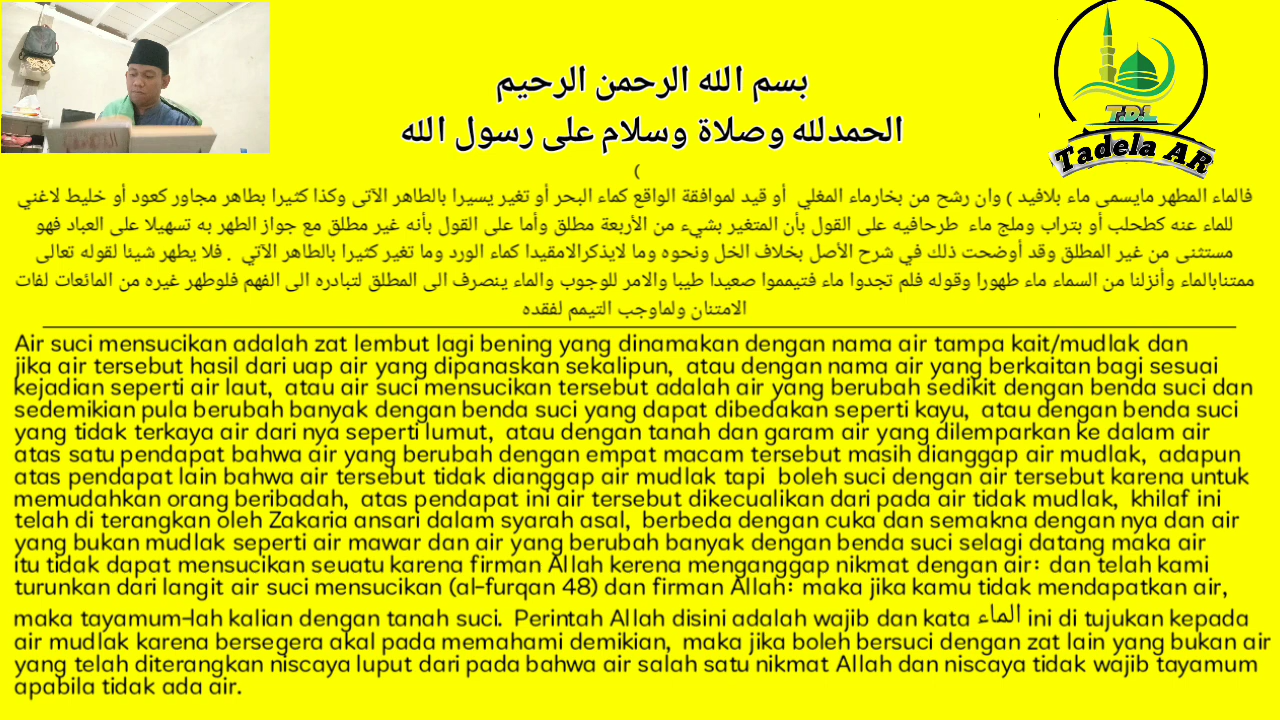 بسم الله الرحمن الرحيم
الحمدلله وصلاة وسلام على رسول الله
T.D.L
Tadela AR
(
فالماء المطهر مايسمى ماء بلافيد ) وان رشح من بخارماء المغلي أو قيد لموافقة الواقع كماء البحر أو تغير يسيرا بالطاهر الآتى وكذا كثيرا بطاهر مجاور كعود أو خليط لاغني
للماء عنه كطحلب أو بتراب وملح ماء طرحافيه على القول بأن المتغير بشيء من الأربعة مطلق وأما على القول بأنه غير مطلق مع جواز الطهر به تسهيلا على العباد فهو
مستثنى من غير المطلق وقد أوضحت ذلك في شرح الأصل بخلاف الخل ونحوه وما لايذكرالامقيدا كماء الورد وما تغير كثيرا بالطاهر الآتي . فلا يطهر شيئا لقوله تعالى
ممتنابالماء وأنزلنا من السماء ماء طهورا وقوله فلم تجدوا ماء فتيمموا صعيدا طيبا والامر للوجوب والماء ينصرف الى المطلق لتبادره الى الفهم فلوطهر غيره من المائعات لفات
الامتنان ولماوجب التيمم لفقده
Air suci mensucikan adalah zat lembut lagi bening yang dinamakan dengan nama air tampa kait/mudlak dan
jika air tersebut hasil dari uap air yang dipanaskan sekalipun, atau dengan nama air yang berkaitan bagi sesuai
kejadian seperti air laut, atau air suci mensucikan tersebut adalah air yang berubah sedikit dengan benda suci dan
sedemikian pula berubah banyak dengan benda suci yang dapat dibedakan seperti kayu, atau dengan benda suci
yang tidak terkaya air dari nya seperti lumut, atau dengan tanah dan garam air yang dilemparkan ke dalam air
atas satu pendapat bahwa air yang berubah dengan empat macam tersebut masih dianggap air mudlak, adapun
atas pendapat lain bahwa air tersebut tidak dianggap air mudlak tapi boleh suci dengan air tersebut karena untuk
memudahkan orang beribadah, atas pendapat ini air tersebut dikecualikan dari pada air tidak mudlak, khilaf ini
telah di terangkan oleh Zakaria ansari dalam syarah asal, berbeda dengan cuka dan semakna dengan nya dan air
yang bukan mudlak seperti air mawar dan air yang berubah banyak dengan benda suci selagi datang maka air
itu tidak dapat mensucikan seuatu karena firman Allah kerena menganggap nikmat dengan air: dan telah kami
turunkan dari langit air suci mensucikan (al-furqan 48) dan firman Allah: maka jika kamu tidak mendapatkan air,
maka tayamum-lah kalian dengan tanah suci. Perintah Allah disini adalah wajib dan kata الماء ini di tujukan kepada
air mudlak karena bersegera akal pada memahami demikian, maka jika boleh bersuci dengan zat lain yang bukan air
yang telah diterangkan niscaya luput dari pada bahwa air salah satu nikmat Allah dan niscaya tidak wajib tayamum
apabila tidak ada air.